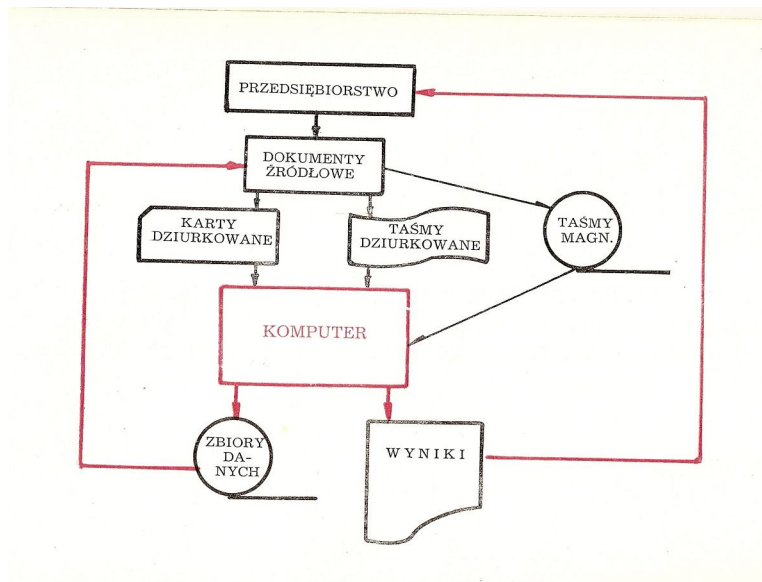 PRZEDSIĘBIORSTWO
DOKUMENTY
ŹRÓDŁOWE
KARTY
DZIURKOWANE
TAŚMY
DZIURKOWANE
TAŚMY
MAGN.
KOMPUTER
ZBIORY
DA-
NYCH
WYNIKI